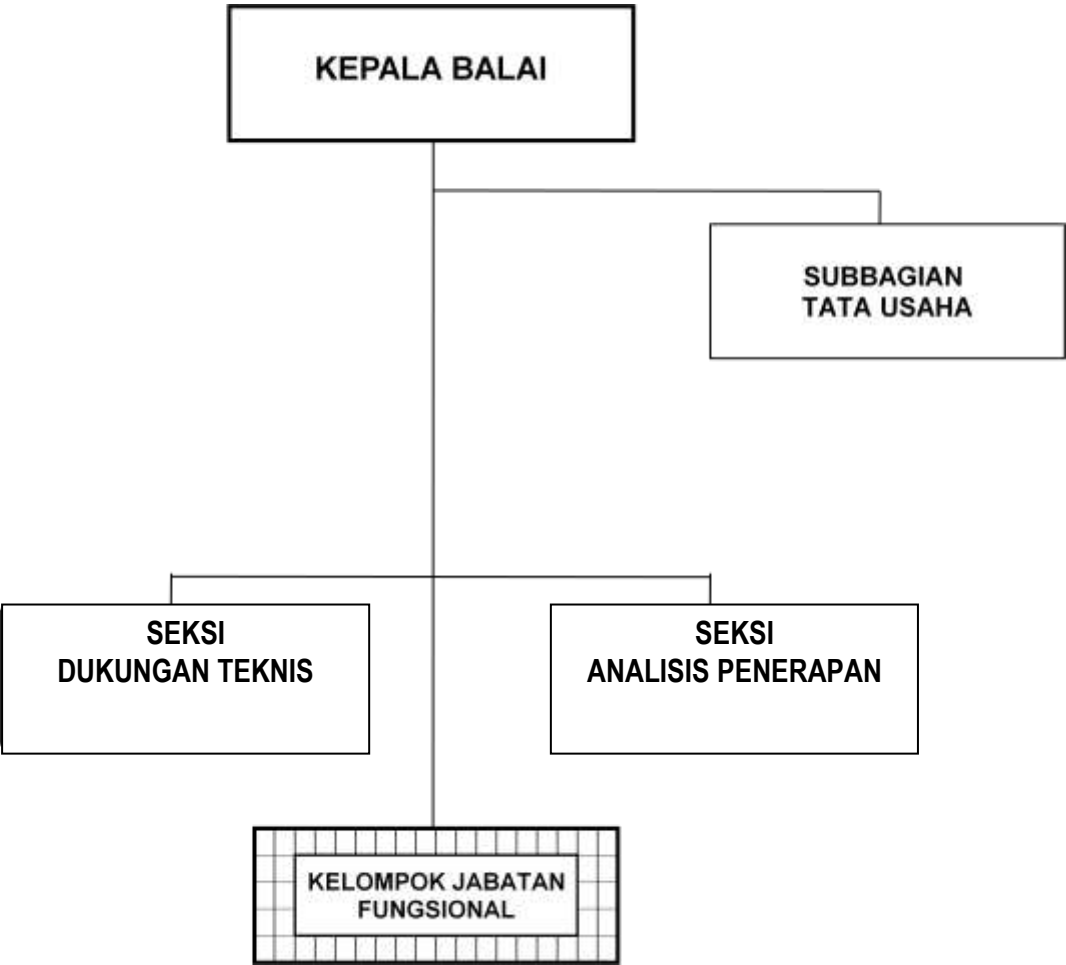 KEPALA BALAI
SUBBAGIAN
TATA USAHA
SEKSI
DUKUNGAN TEKNIS
SEKSI
ANALISIS PENERAPAN
KELOMPOK JABATAN
FUNGSIONAL